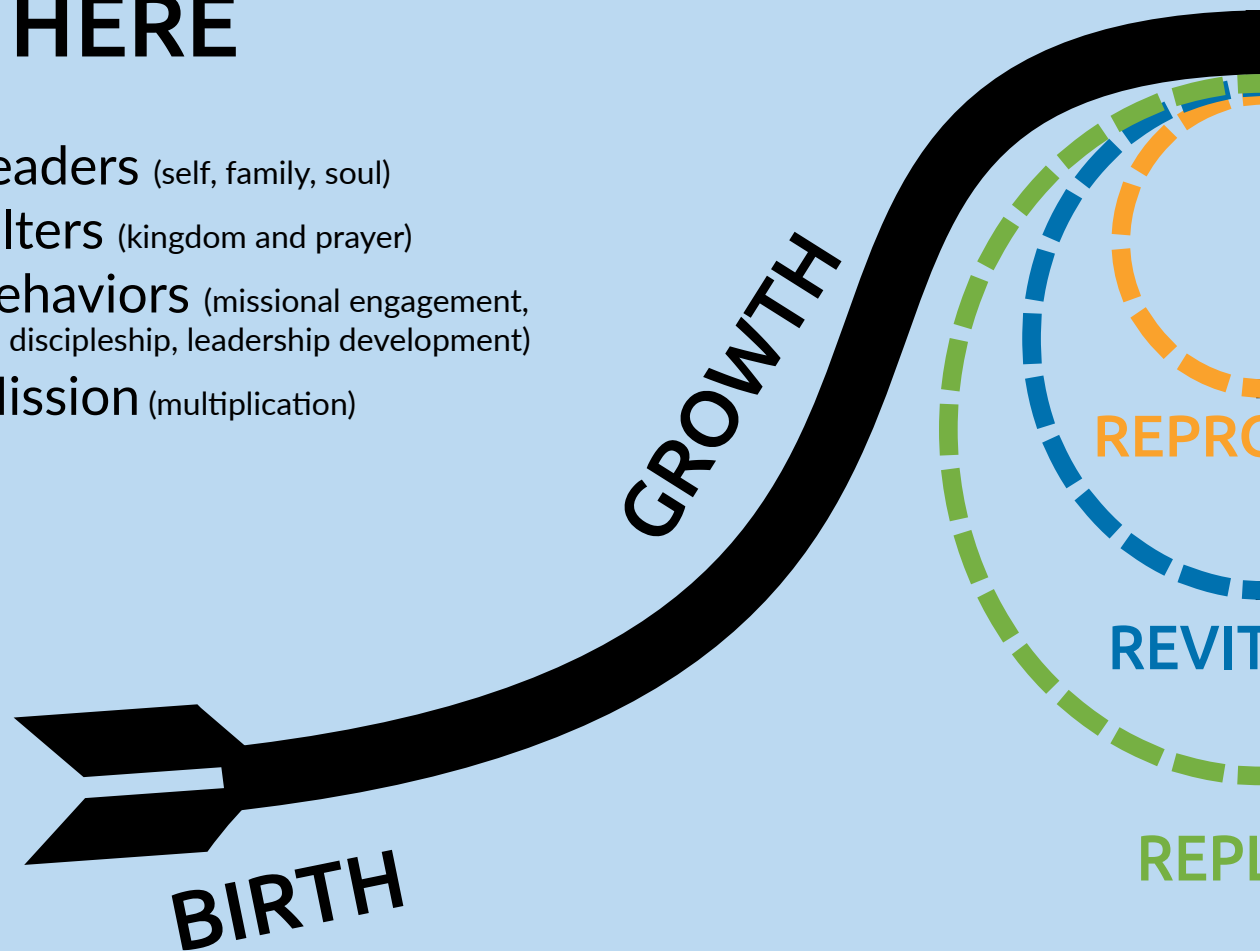 HERE
eaders (self, family, soul)
lters (kingdom and prayer)
ehaviors (missional engagement,
discipleship, leadership development)
ission (multiplication)
GROWTH
REPRO
REVIT
REPL
BIRTH